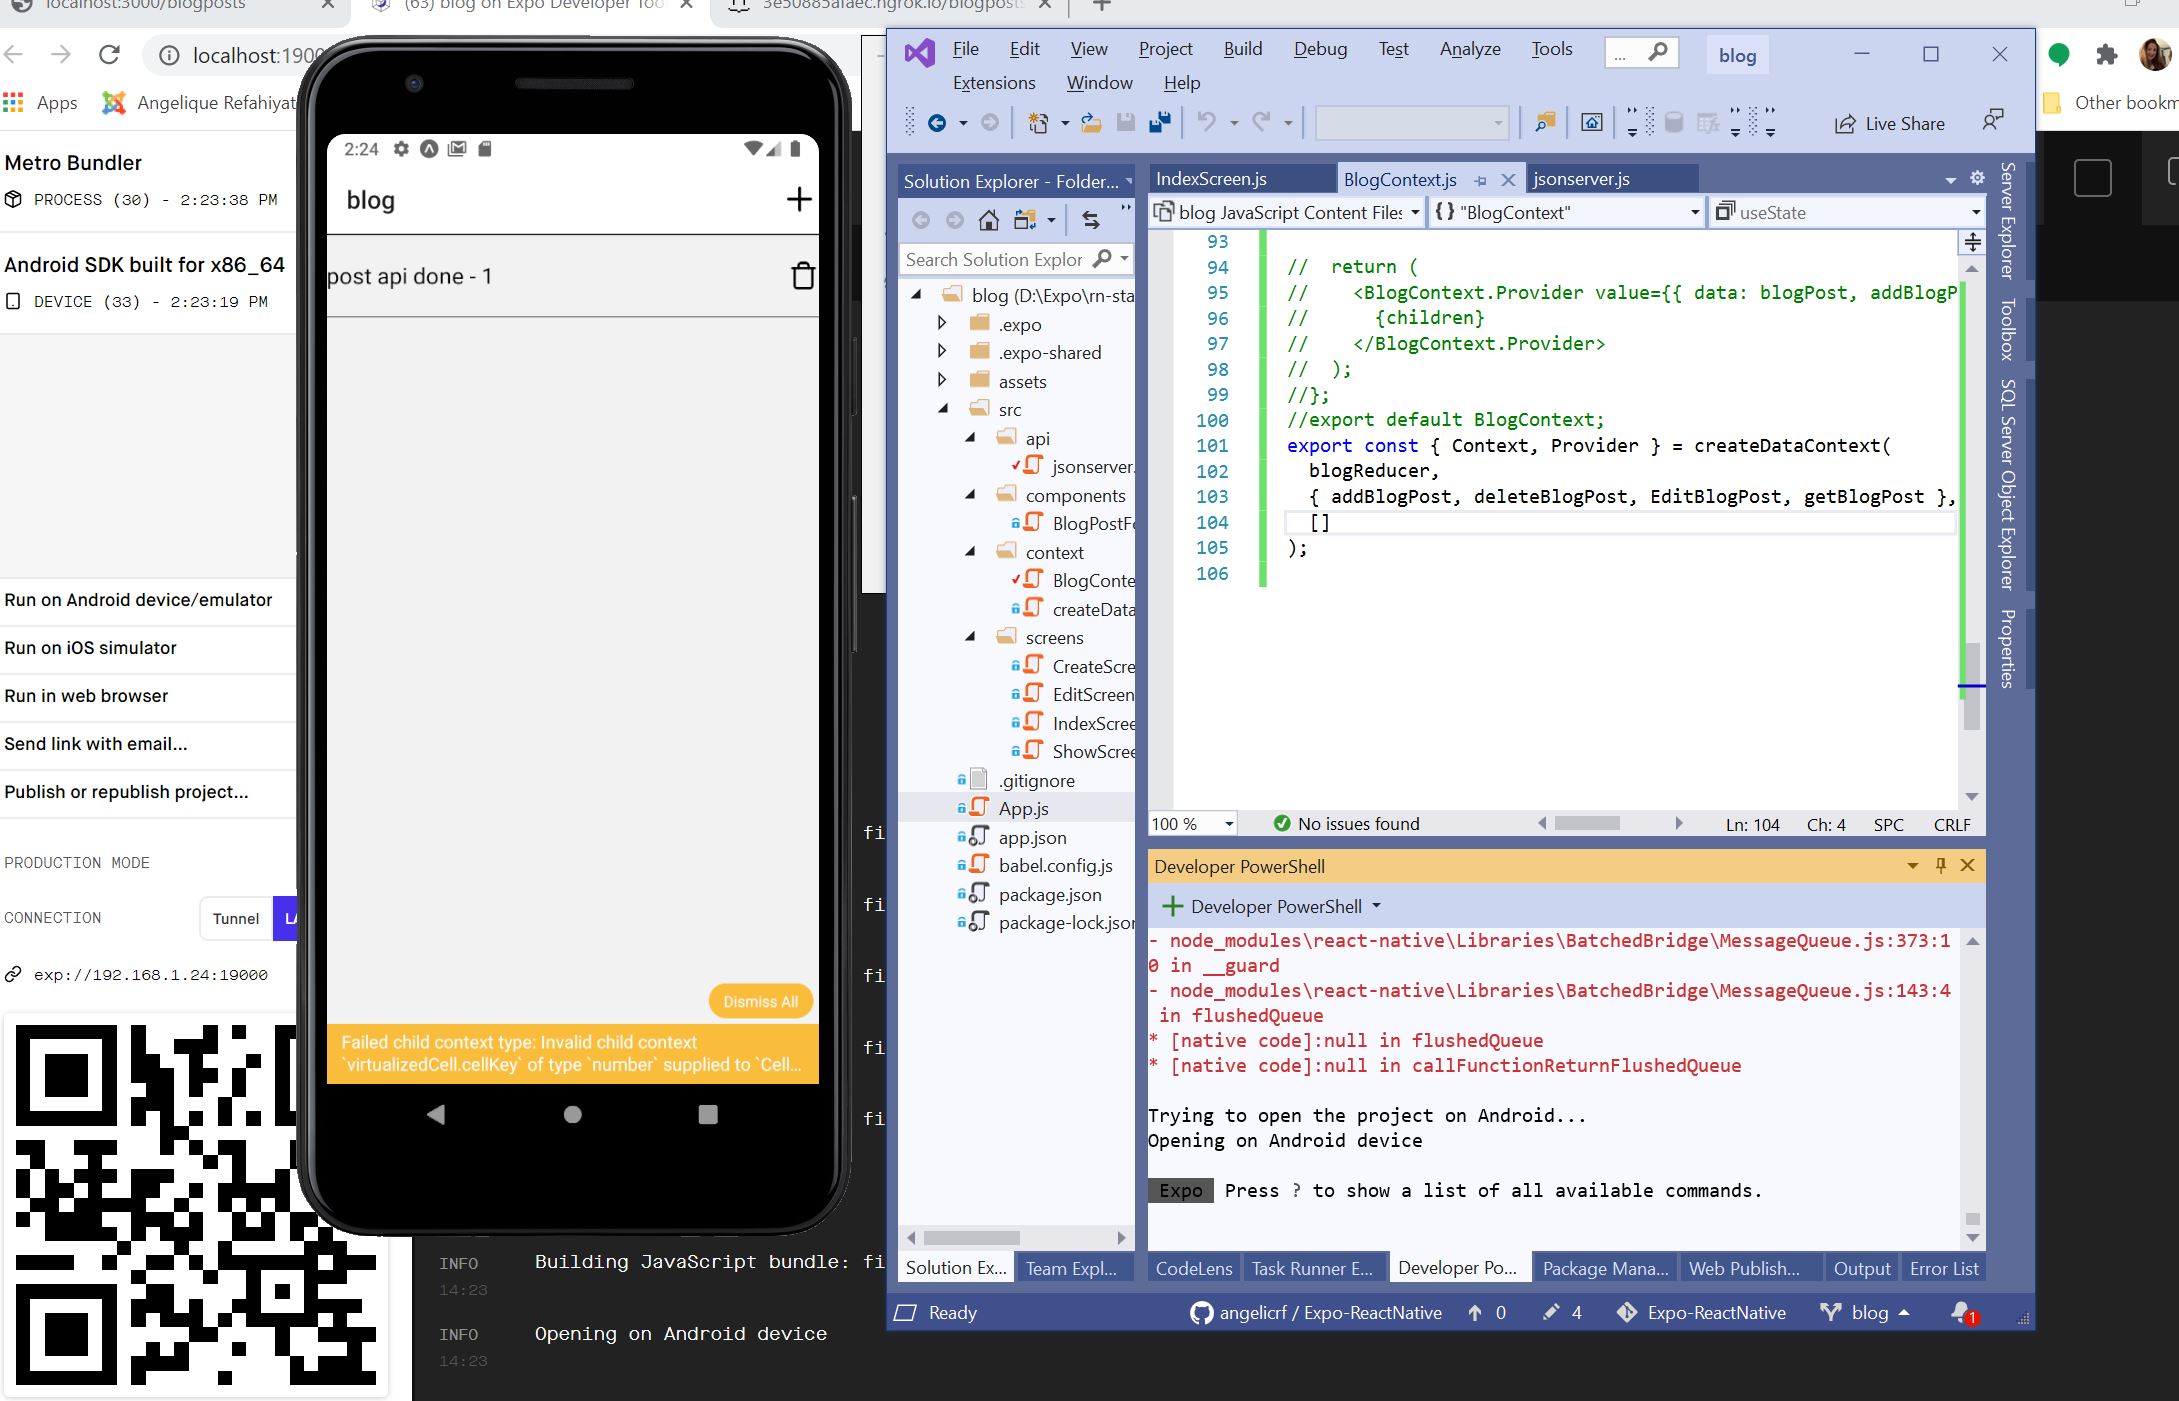 localhost:3000/blogposts
(63) blog on Expo Developer Tool
3e50885afaec.ngrok.io/blogposts
localhost:1900
Apps
Angelique Refahiyat
Other bookm
Metro Bundler
PROCESS (30) - 2:23:38 PM
Android SDK built for x86_64
DEVICE (33) - 2:23:19 PM
Run on Android device/emulator
Run on iOS simulator
Run in web browser
Send link with email...
Publish or republish project...
PRODUCTION MODE
CONNECTION
Tunnel
LA
exp://192.168.1.24:19000
2:24
blog
post api done - 1
Dismiss All
Failed child context type: Invalid child context
`virtualizedCell.cellKey` of type `number` supplied to `Cell...
fi
fi
fi
fi
fi
INFO
Building JavaScript bundle: fi
14:23
INFO
Opening on Android device
14:23
File Edit View Project Build Debug Test Analyze Tools
...
blog
Extensions Window Help
Live Share
Solution Explorer - Folder...
Search Solution Explor
blog (D:\Expo\rn-sta
.expo
.expo-shared
assets
src
api
jsonserver.
components
BlogPostFo
context
BlogConte
createData
screens
CreateScre
EditScreen
IndexScree
ShowScree
.gitignore
App.js
app.json
babel.config.js
package.json
package-lock.jsor
Solution Ex...
Team Expl...
IndexScreen.js
BlogContext.js
jsonserver.js
blog JavaScript Content Files
{} "BlogContext"
useState
93
94 // return (
95 // <BlogContext.Provider value={{ data: blogPost, addBlogP
96 // {children}
97 // </BlogContext.Provider>
98 // );
99 //};
100 //export default BlogContext;
101 export const { Context, Provider } = createDataContext(
102 blogReducer,
103 { addBlogPost, deleteBlogPost, EditBlogPost, getBlogPost },
104 []
105 );
106
100 %
No issues found
Ln: 104 Ch: 4 SPC CRLF
Developer PowerShell
Developer PowerShell
- node_modules\react-native\Libraries\BatchedBridge\MessageQueue.js:373:1
0 in __guard
- node_modules\react-native\Libraries\BatchedBridge\MessageQueue.js:143:4
in flushedQueue
* [native code]:null in flushedQueue
* [native code]:null in callFunctionReturnFlushedQueue
Trying to open the project on Android...
Opening on Android device
Expo Press ? to show a list of all available commands.
CodeLens
Task Runner E...
Developer Po...
Package Mana...
Web Publish...
Output
Error List
Server Explorer
Toolbox
SQL Server Object Explorer
Properties
Ready
angelicrf / Expo-ReactNative
0
4
Expo-ReactNative
blog
1